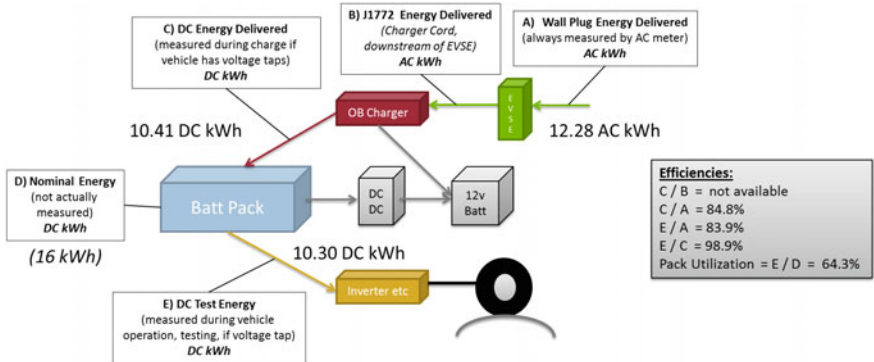 C) DC Energy Delivered
(measured during charge if
vehicle has voltage taps)
DC kWh
B) J1772 Energy Delivered
(Charger Cord,
downstream of EVSE)
AC kWh
A) Wall Plug Energy Delivered
(always measured by AC meter)
AC kWh
OB Charger
E
V
S
E
10.41 DC kWh
12.28 AC kWh
D) Nominal Energy
(not actually
measured)
DC kWh
(16 kWh)
Batt Pack
DC
DC
12v
Batt
Efficiencies:
C / B = not available
C / A = 84.8%
E / A = 83.9%
E / C = 98.9%
Pack Utilization = E / D = 64.3%
10.30 DC kWh
Inverter etc
E) DC Test Energy
(measured during vehicle
operation, testing, if voltage tap)
DC kWh